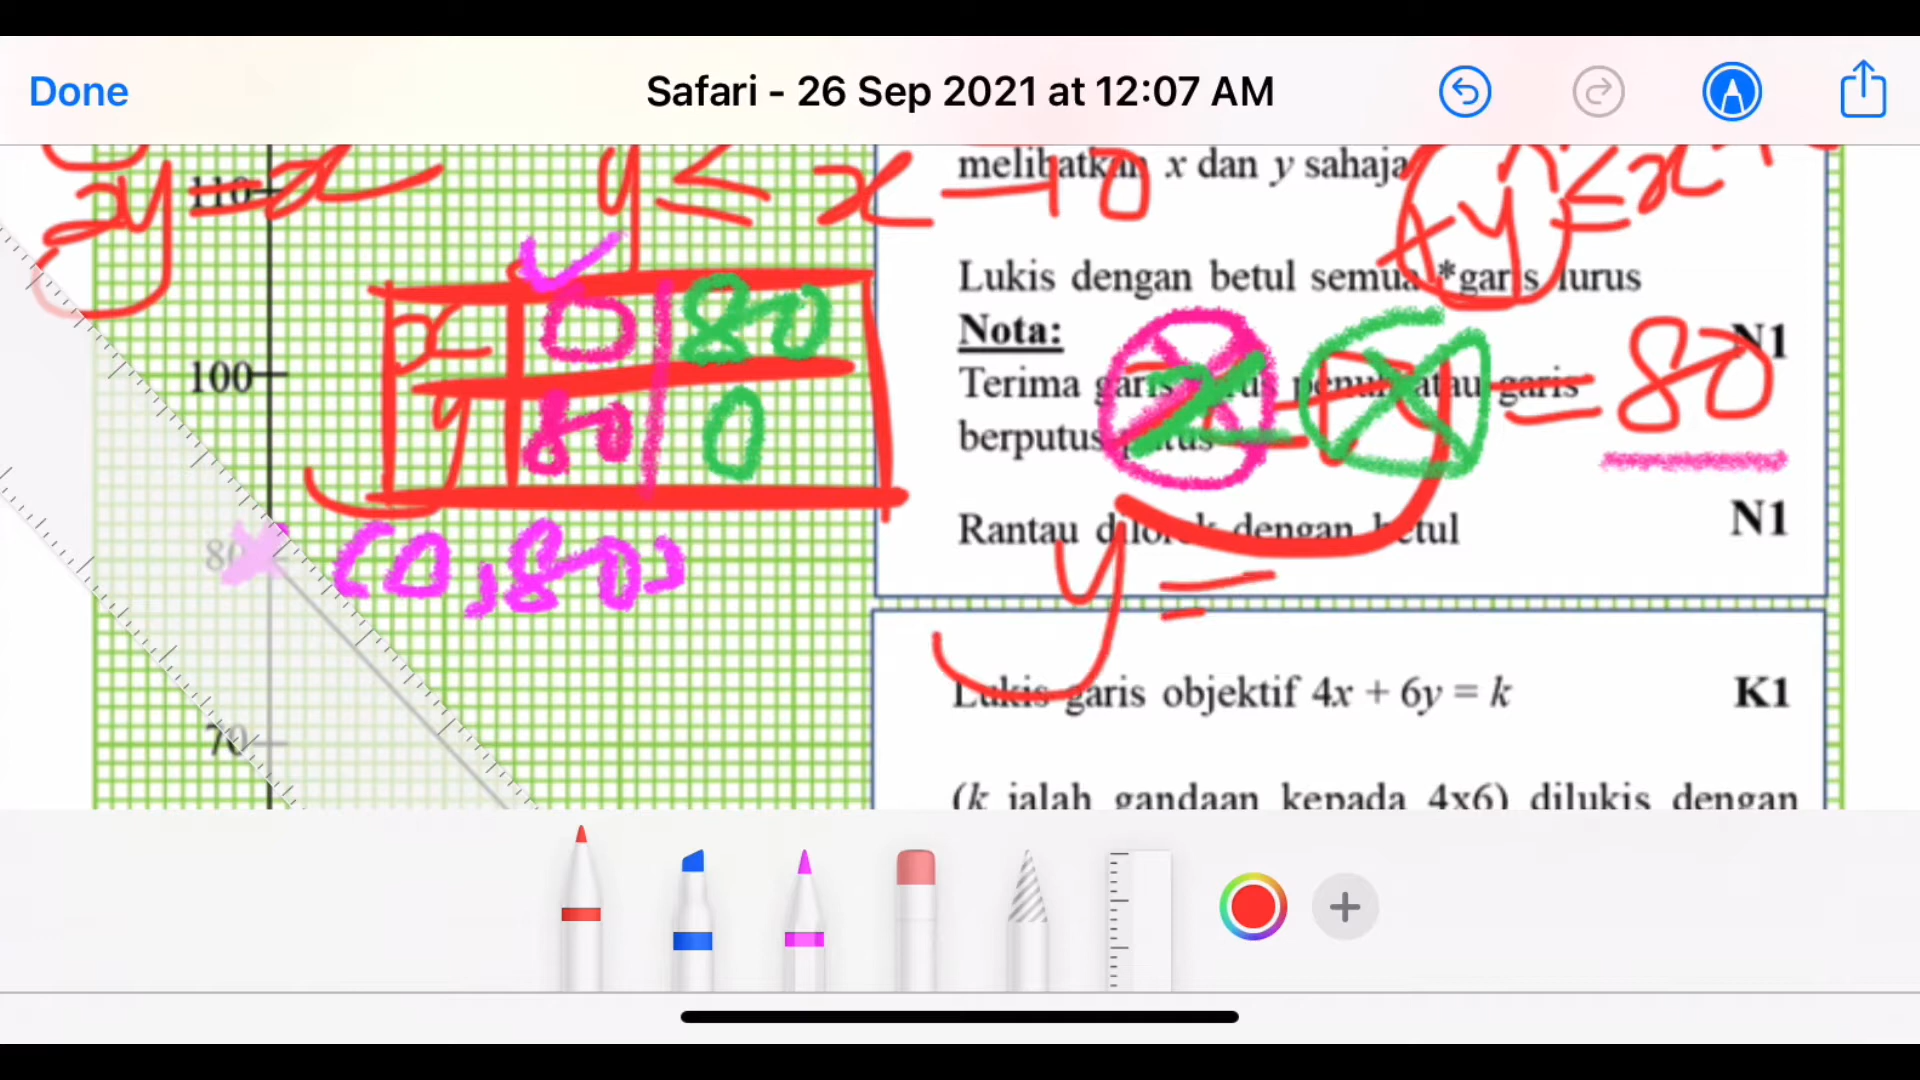 Done
Safari - 26 Sep 2021 at 12:07 AM
110
100
80
70
y ≤ x - 10
x 0 80
y 80 0
(0,80)
melibatkan x dan y sahaja
Lukis dengan betul semua *garis lurus
Nota:
N1
Terima garis lurus penuh atau garis
berputus putus
= 80
Rantau dilorek dengan betul
N1
y =
Lukis garis objektif 4x + 6y = k
K1
(k ialah gandaan kepada 4x6) dilukis dengan